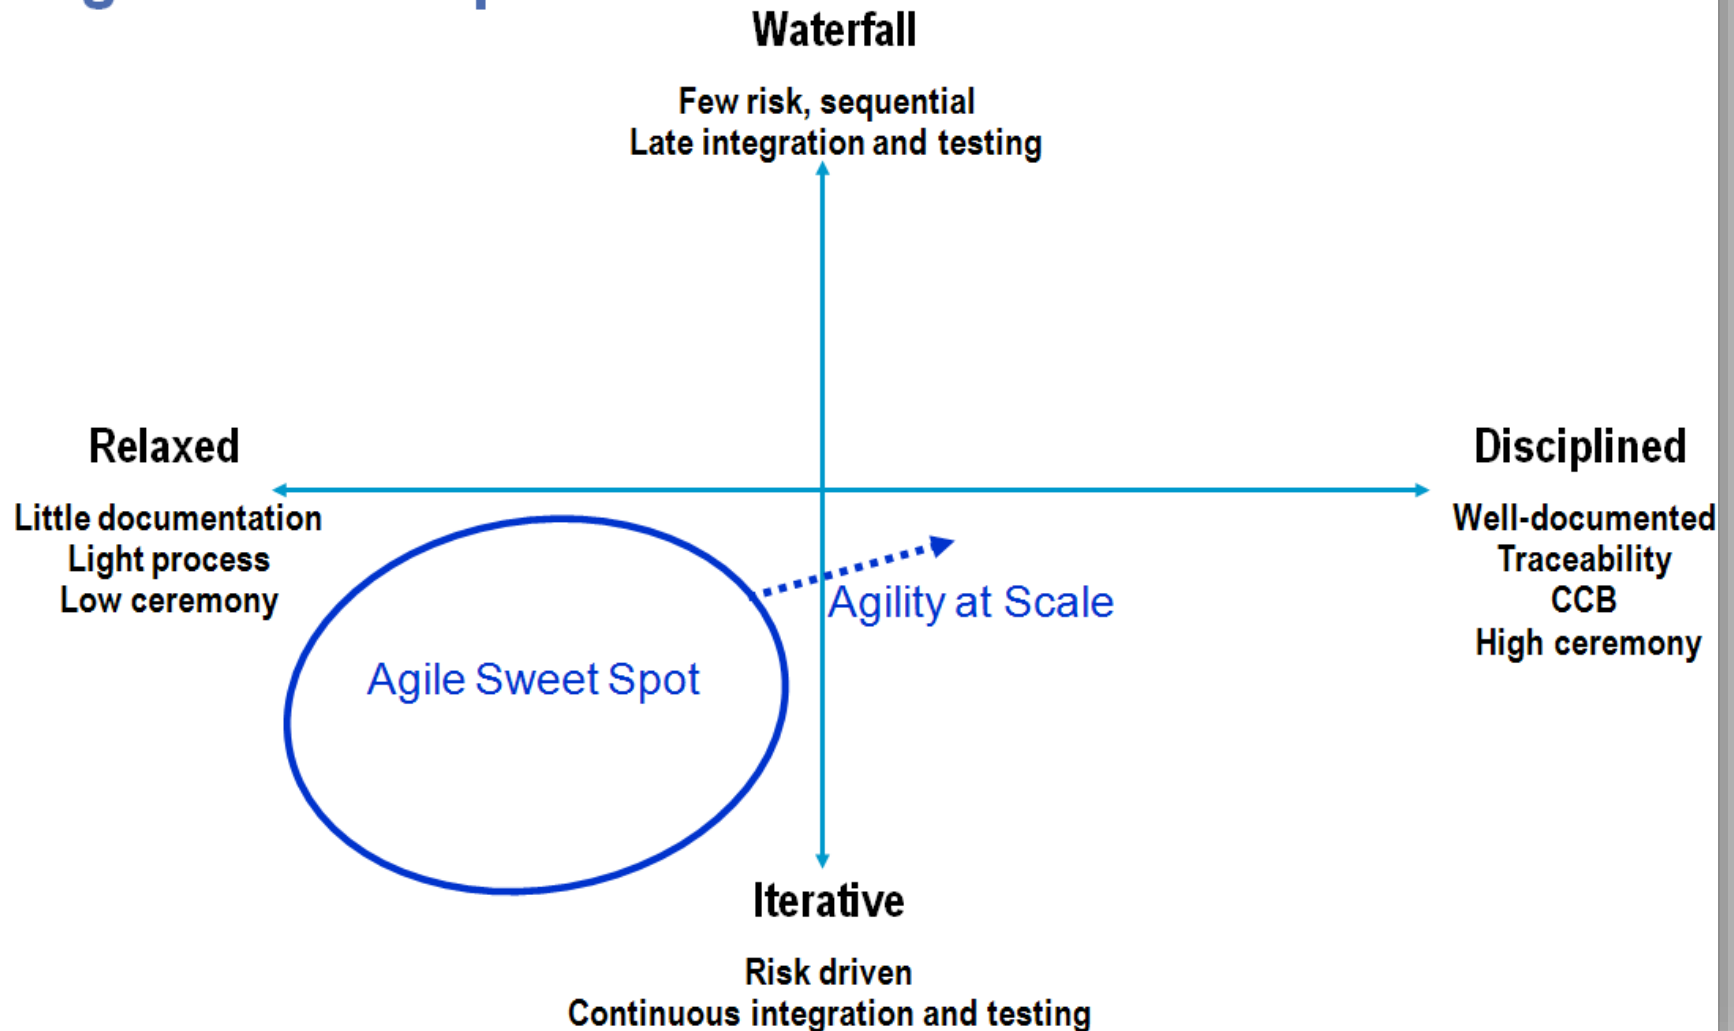 Waterfall
Few risk, sequential
Late integration and testing
Relaxed
Little documentation
Light process
Low ceremony
Disciplined
Well-documented
Traceability
CCB
High ceremony
Agility at Scale
Agile Sweet Spot
Iterative
Risk driven
Continuous integration and testing